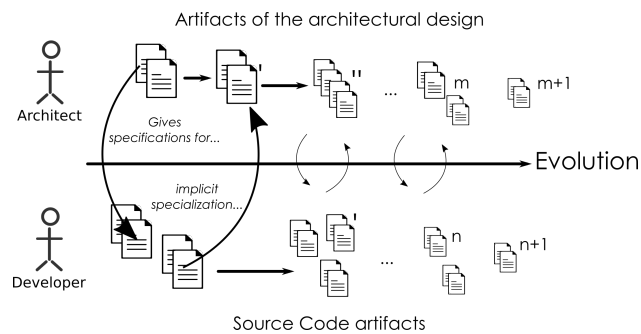 Artifacts of the architectural design
'
''
...
m
m+1
Architect
Gives
specifications for...
Evolution
implicit
specialization...
'
...
n
n+1
Developer
Source Code artifacts